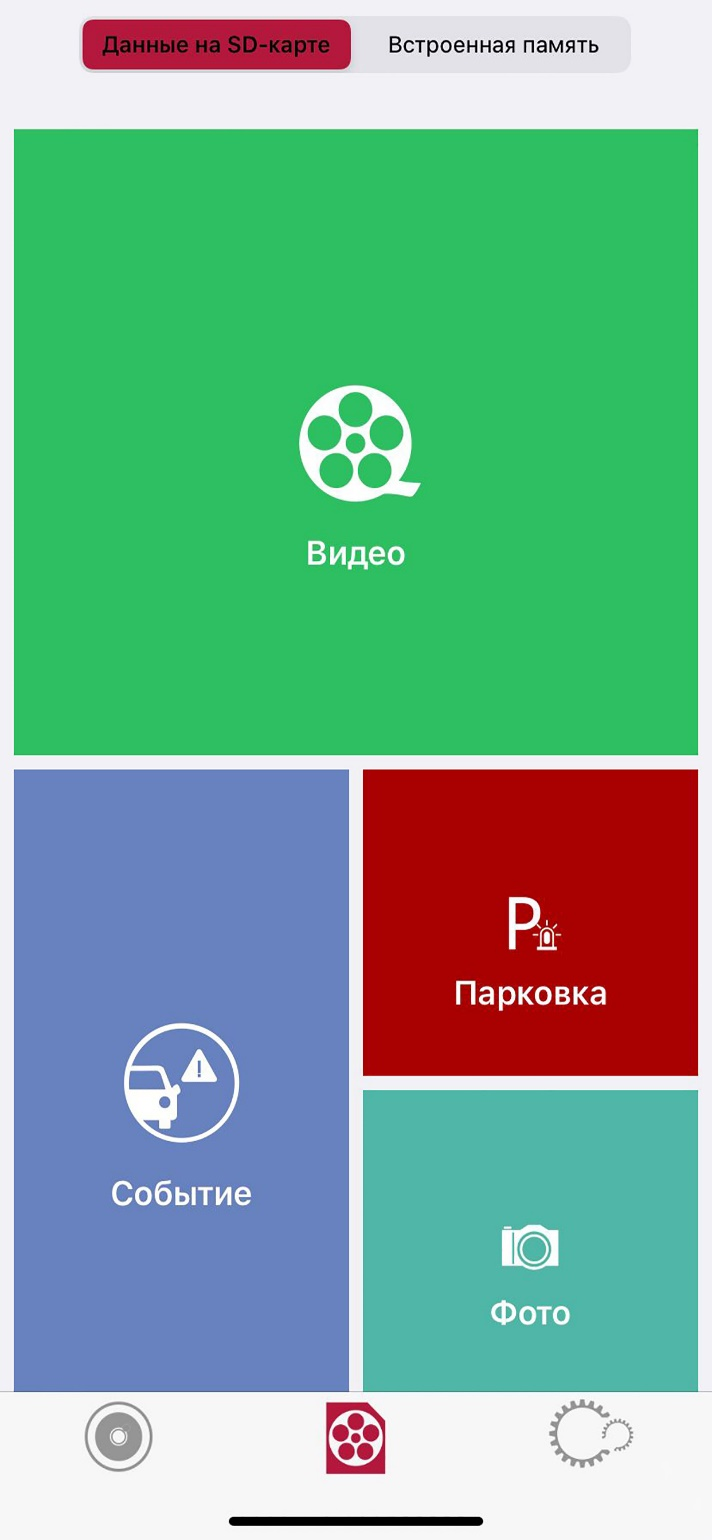 Данные на SD-карте
Встроенная память
Видео
Событие
Парковка
Фото